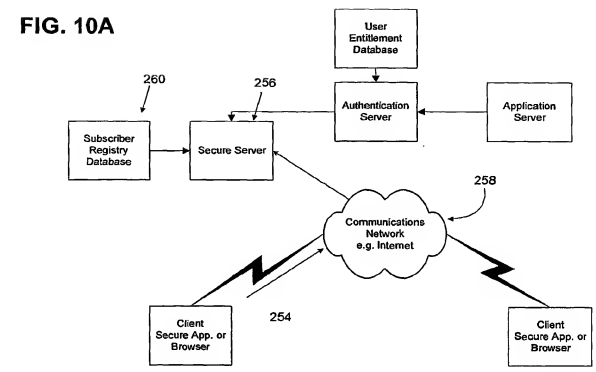 FIG. 10A
User
Entitlement
Database
260
256
Authentication
Server
Application
Server
Subscriber
Registry
Database
Secure Server
258
Communications
Network
e.g. Internet
254
Client
Secure App. or
Browser
Client
Secure App. or
Browser